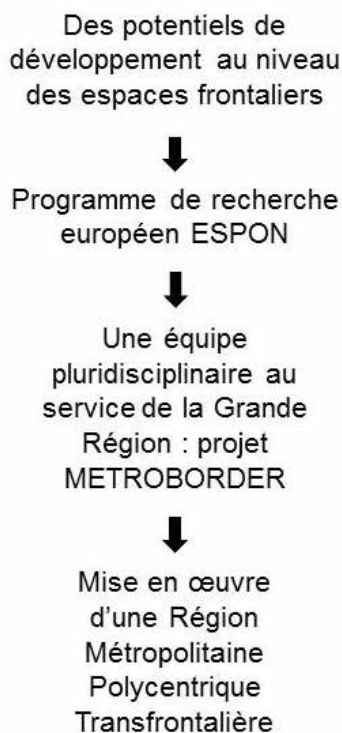 Des potentiels de
développement au niveau
des espaces frontaliers
Programme de recherche
européen ESPON
Une équipe
pluridisciplinaire au
service de la Grande
Région : projet
METROBORDER
Mise en œuvre
d'une Région
Métropolitaine
Polycentrique
Transfrontalière